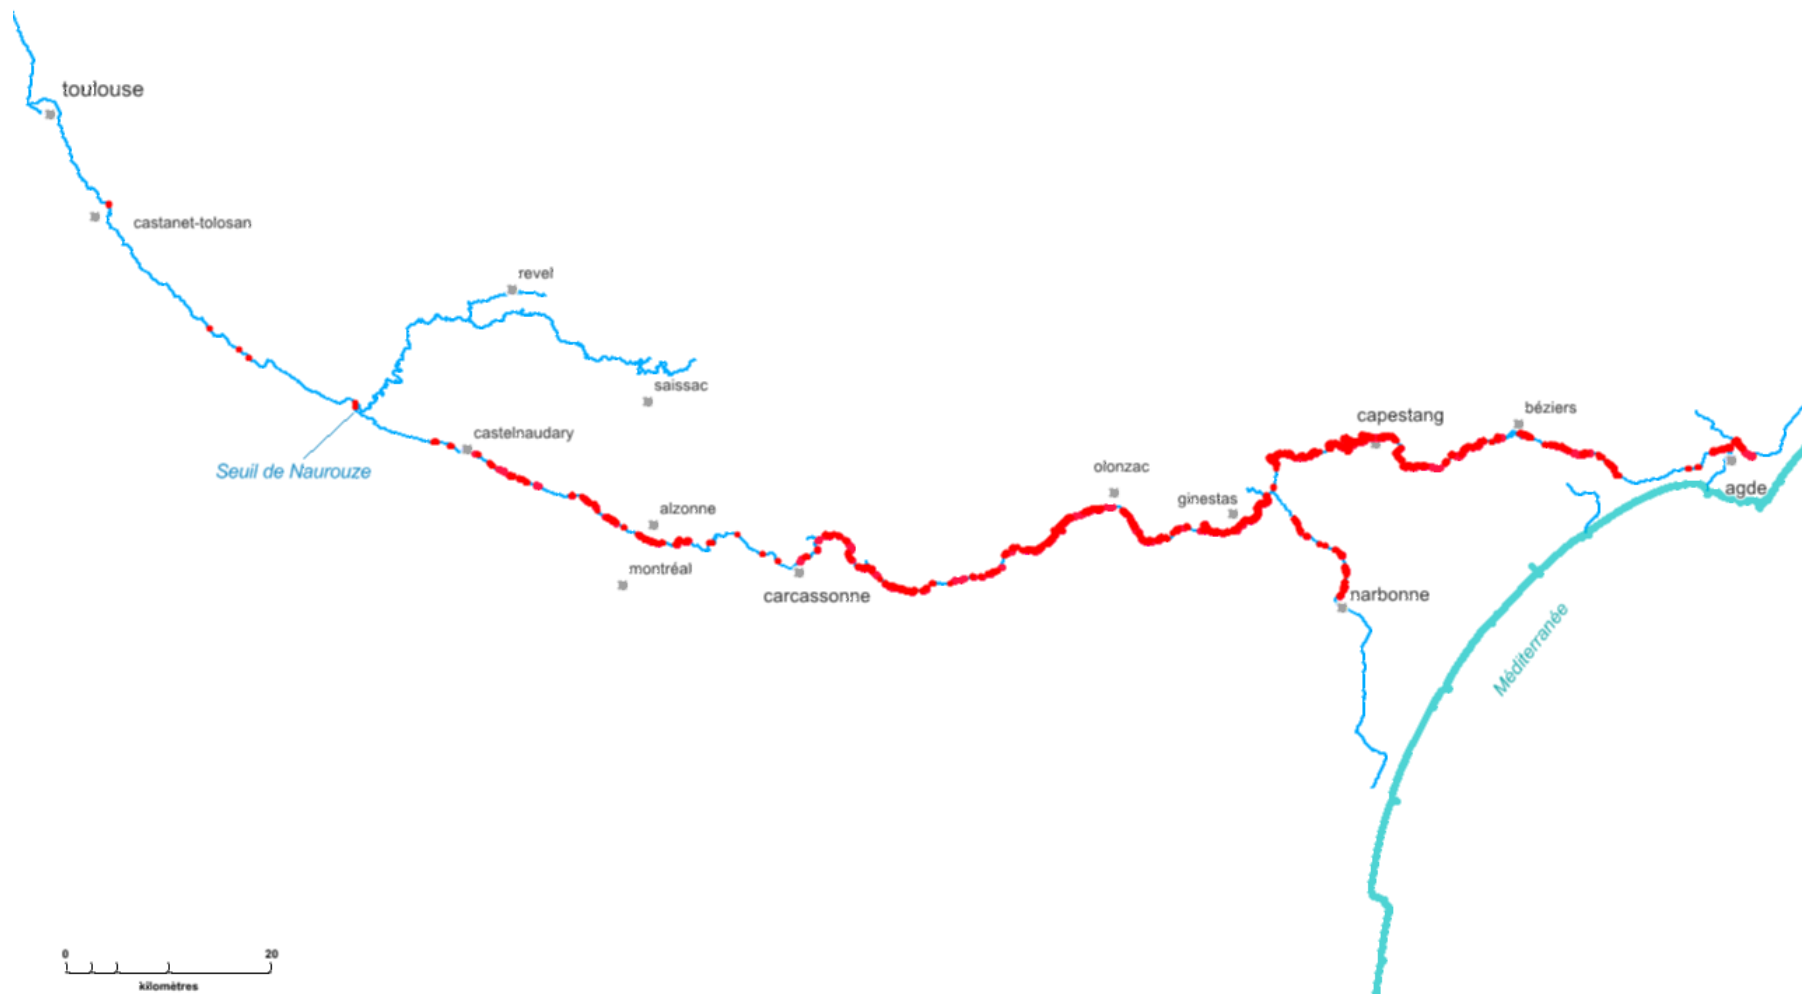 toulouse
castanet-tolosan
revel
saissac
castelnaudary
Seuil de Naurouze
capestang
béziers
olonzac
ginestas
agde
alzonne
montréal
carcassonne
narbonne
Méditerranée
0 20
kilomètres